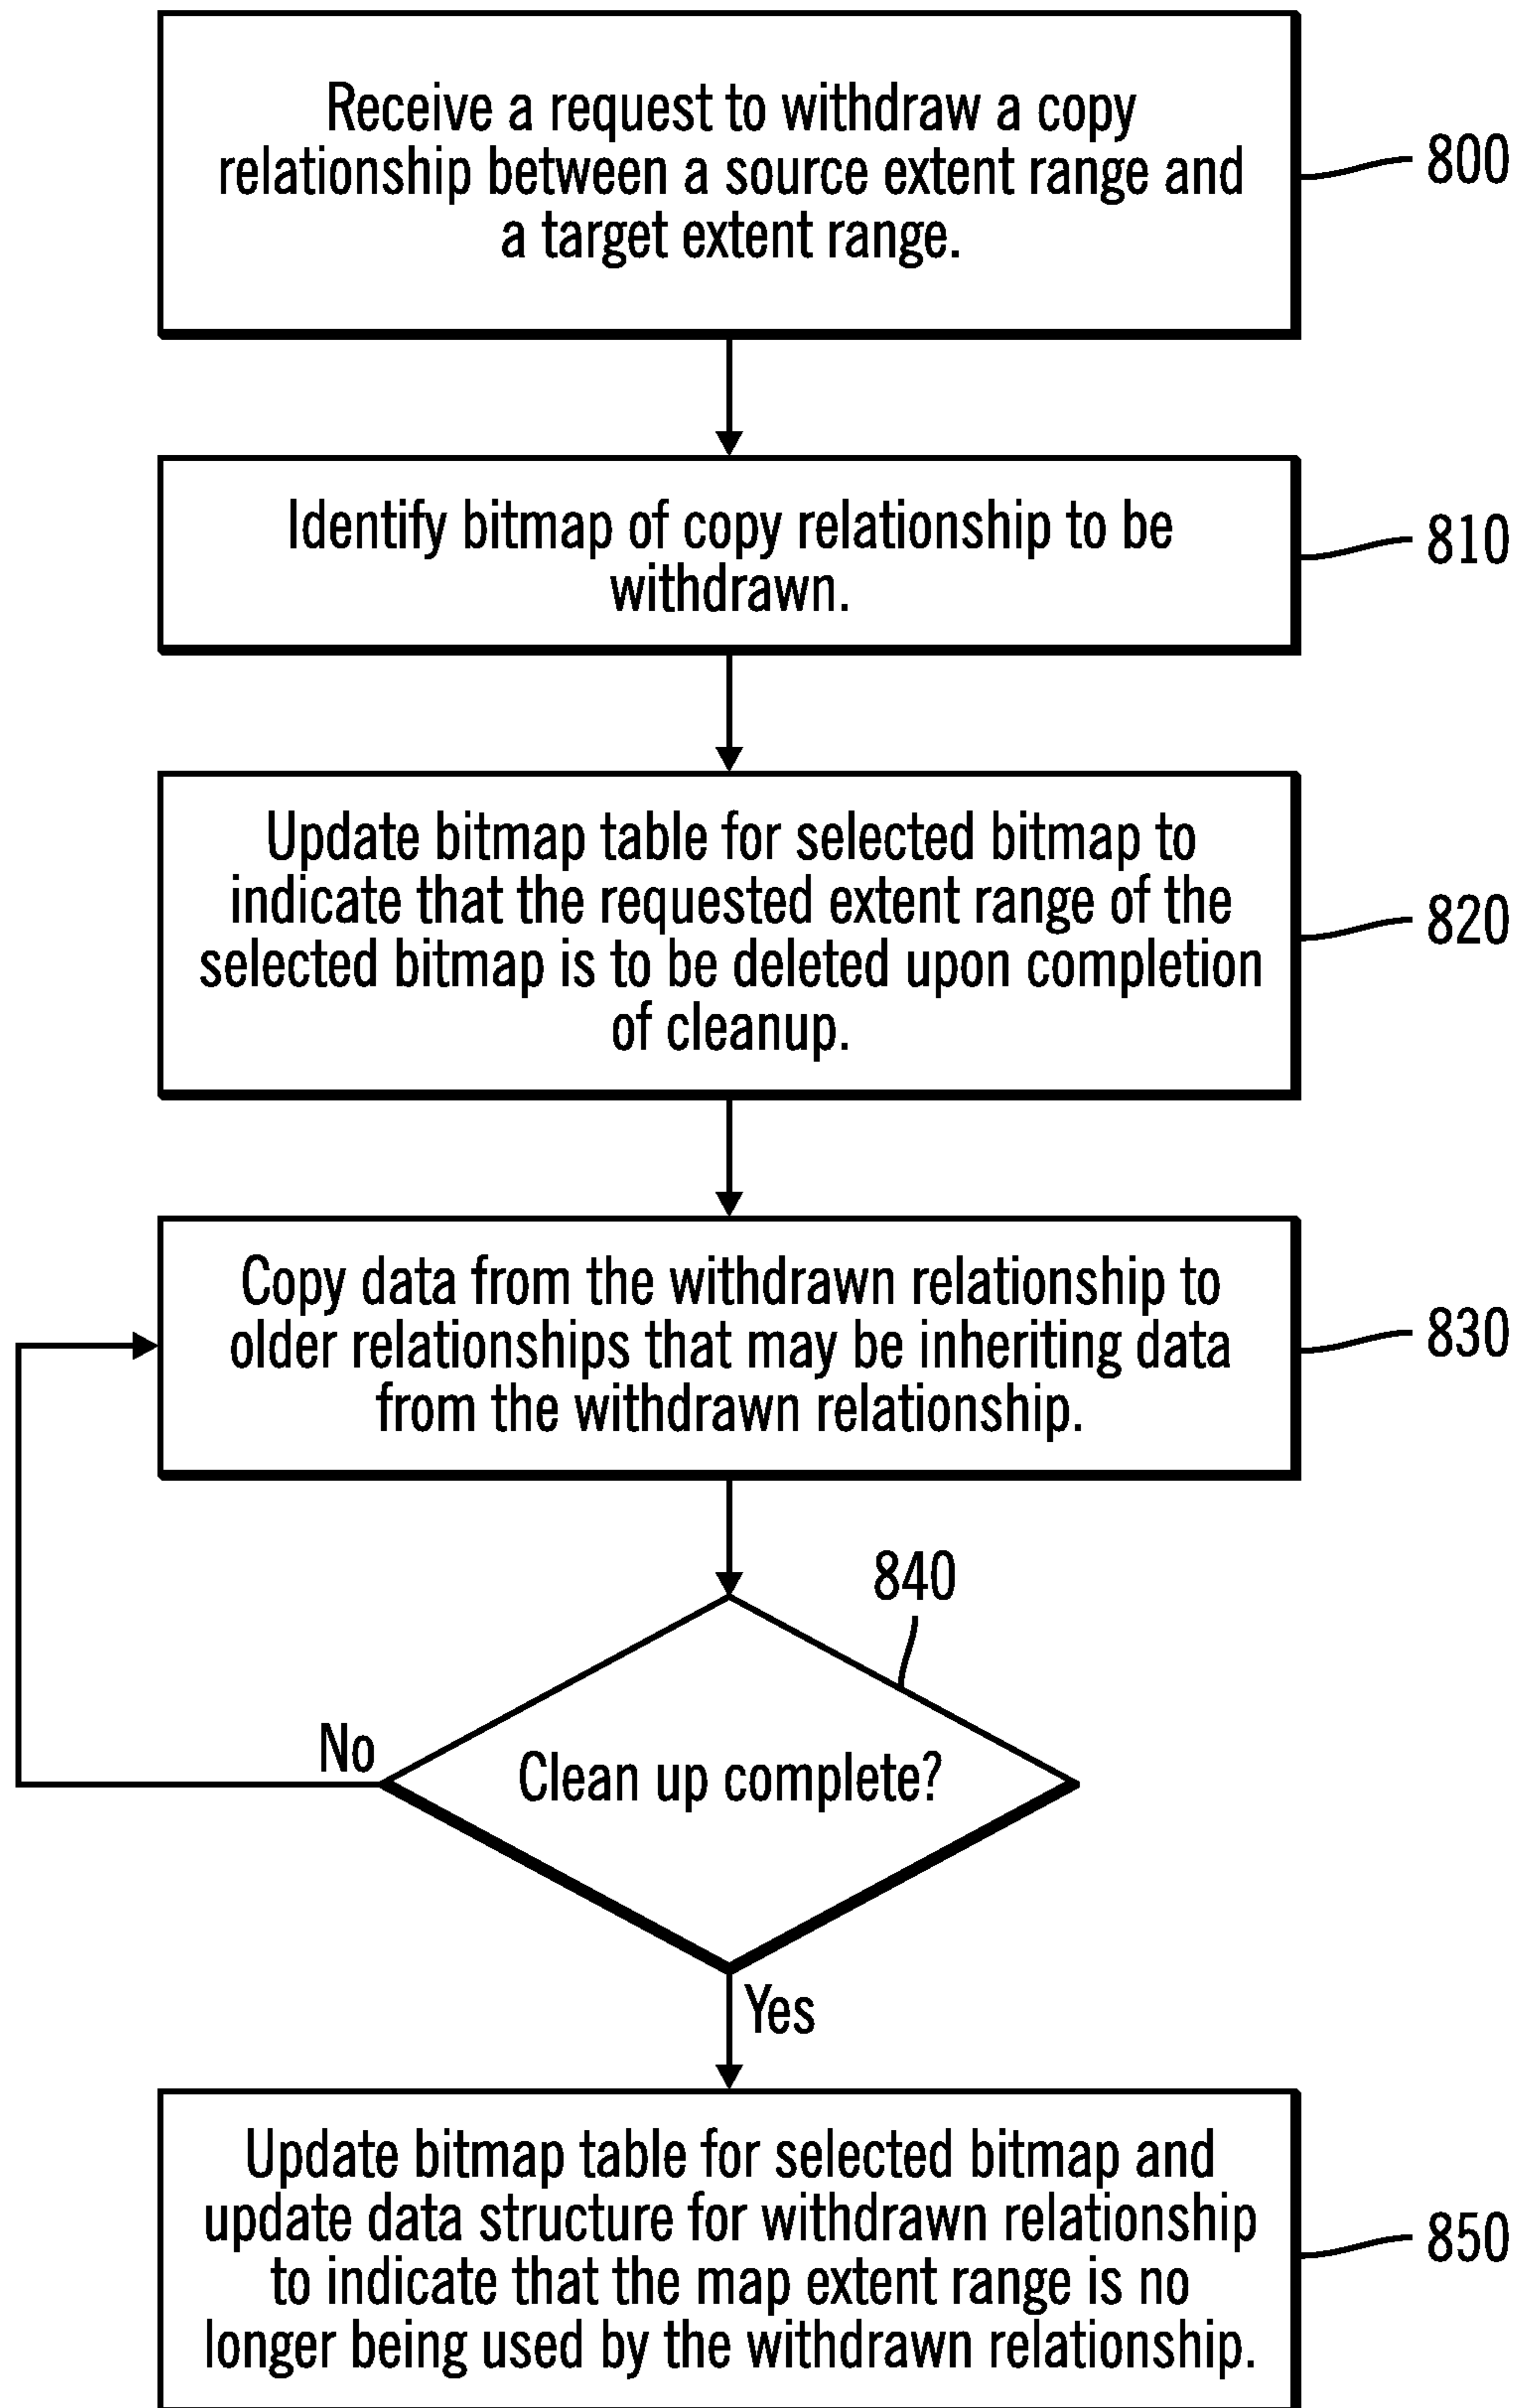 Receive a request to withdraw a copy
relationship between a source extent range and
a target extent range.
800
Identify bitmap of copy relationship to be
withdrawn.
810
Update bitmap table for selected bitmap to
indicate that the requested extent range of the
selected bitmap is to be deleted upon completion
of cleanup.
820
Copy data from the withdrawn relationship to
older relationships that may be inheriting data
from the withdrawn relationship.
830
840
No
Clean up complete?
Yes
Update bitmap table for selected bitmap and
update data structure for withdrawn relationship
to indicate that the map extent range is no
longer being used by the withdrawn relationship.
850